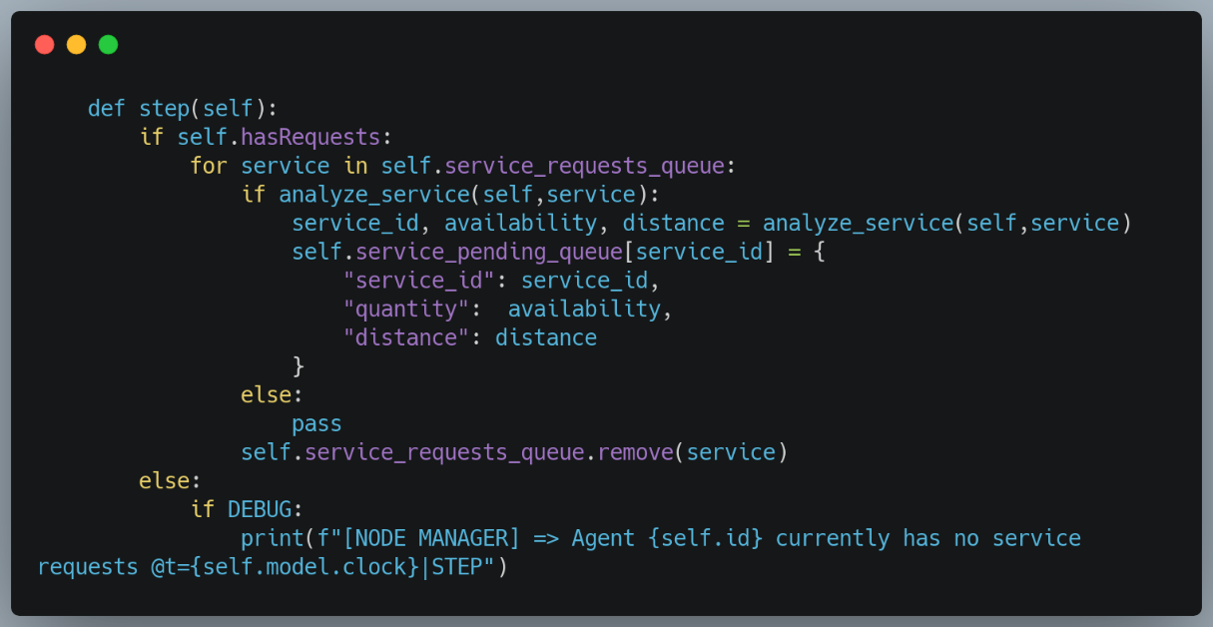 def step(self):
        if self.hasRequests:
            for service in self.service_requests_queue:
                if analyze_service(self,service):
                    service_id, availability, distance = analyze_service(self,service)
                    self.service_pending_queue[service_id] = {
                        "service_id": service_id,
                        "quantity":  availability,
                        "distance": distance
                    }
                else:
                    pass
                self.service_requests_queue.remove(service)
        else:
            if DEBUG:
                print(f"[NODE MANAGER] => Agent {self.id} currently has no service
requests @t={self.model.clock}|STEP")